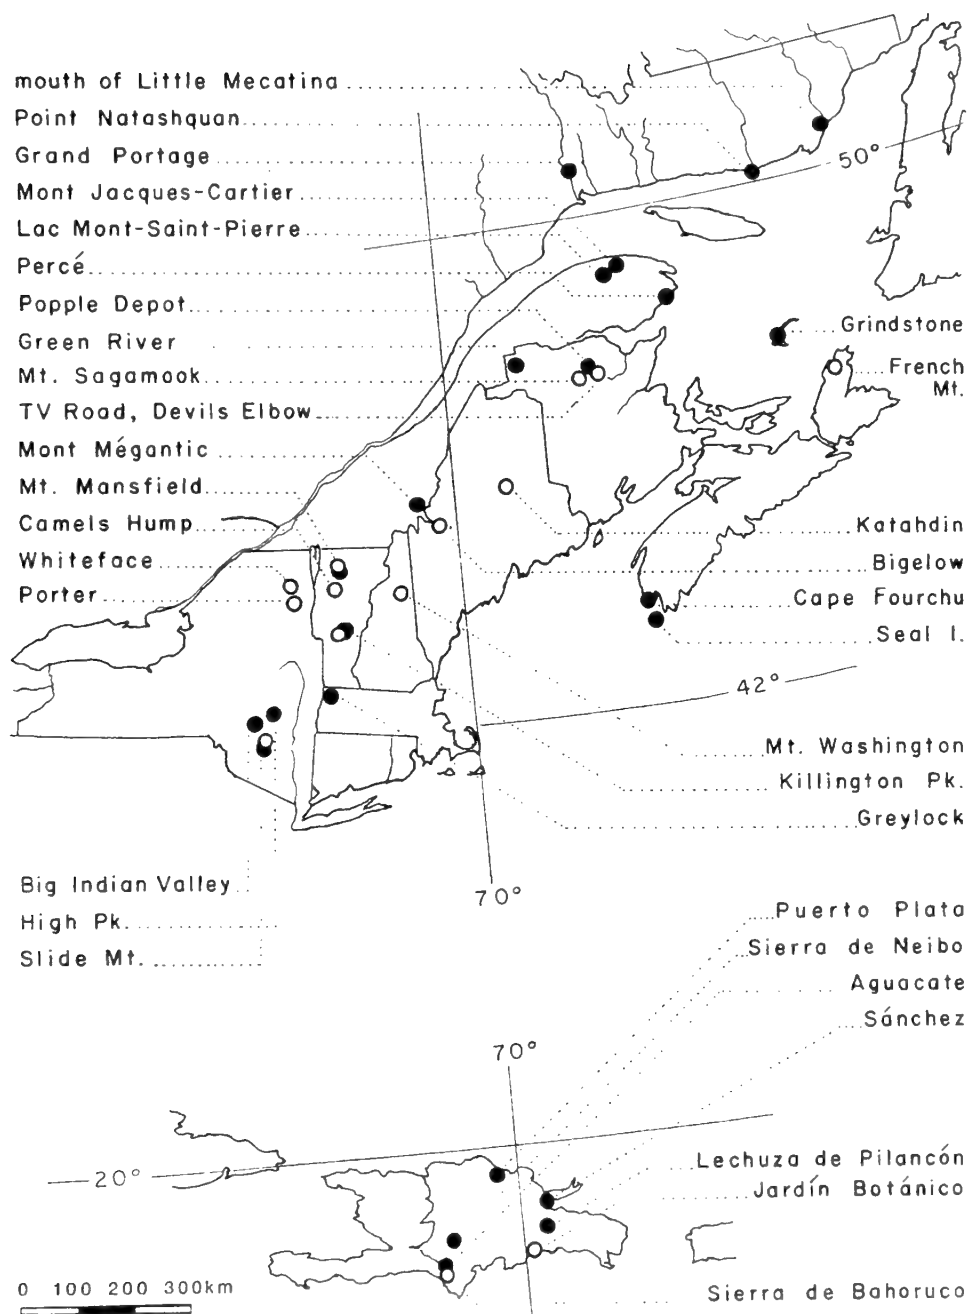 mouth of Little Mecatina
Point Natashquan
Grand Portage
Mont Jacques-Cartier
Lac Mont-Saint-Pierre
Percé
Popple Depot
Green River
Mt. Sagamook
TV Road, Devils Elbow
Mont Mégantic
Mt. Mansfield
Camels Hump
Whiteface
Porter
50°
Grindstone
French
Mt.
Katahdin
Bigelow
Cape Fourchu
Seal I.
42°
Mt. Washington
Killington Pk.
Greylock
70°
Big Indian Valley
High Pk.
Slide Mt.
Puerto Plata
Sierra de Neibo
Aguacate
Sánchez
70°
20°
Lechuza de Pilancón
Jardín Botánico
Sierra de Bahoruco
0 100 200 300km